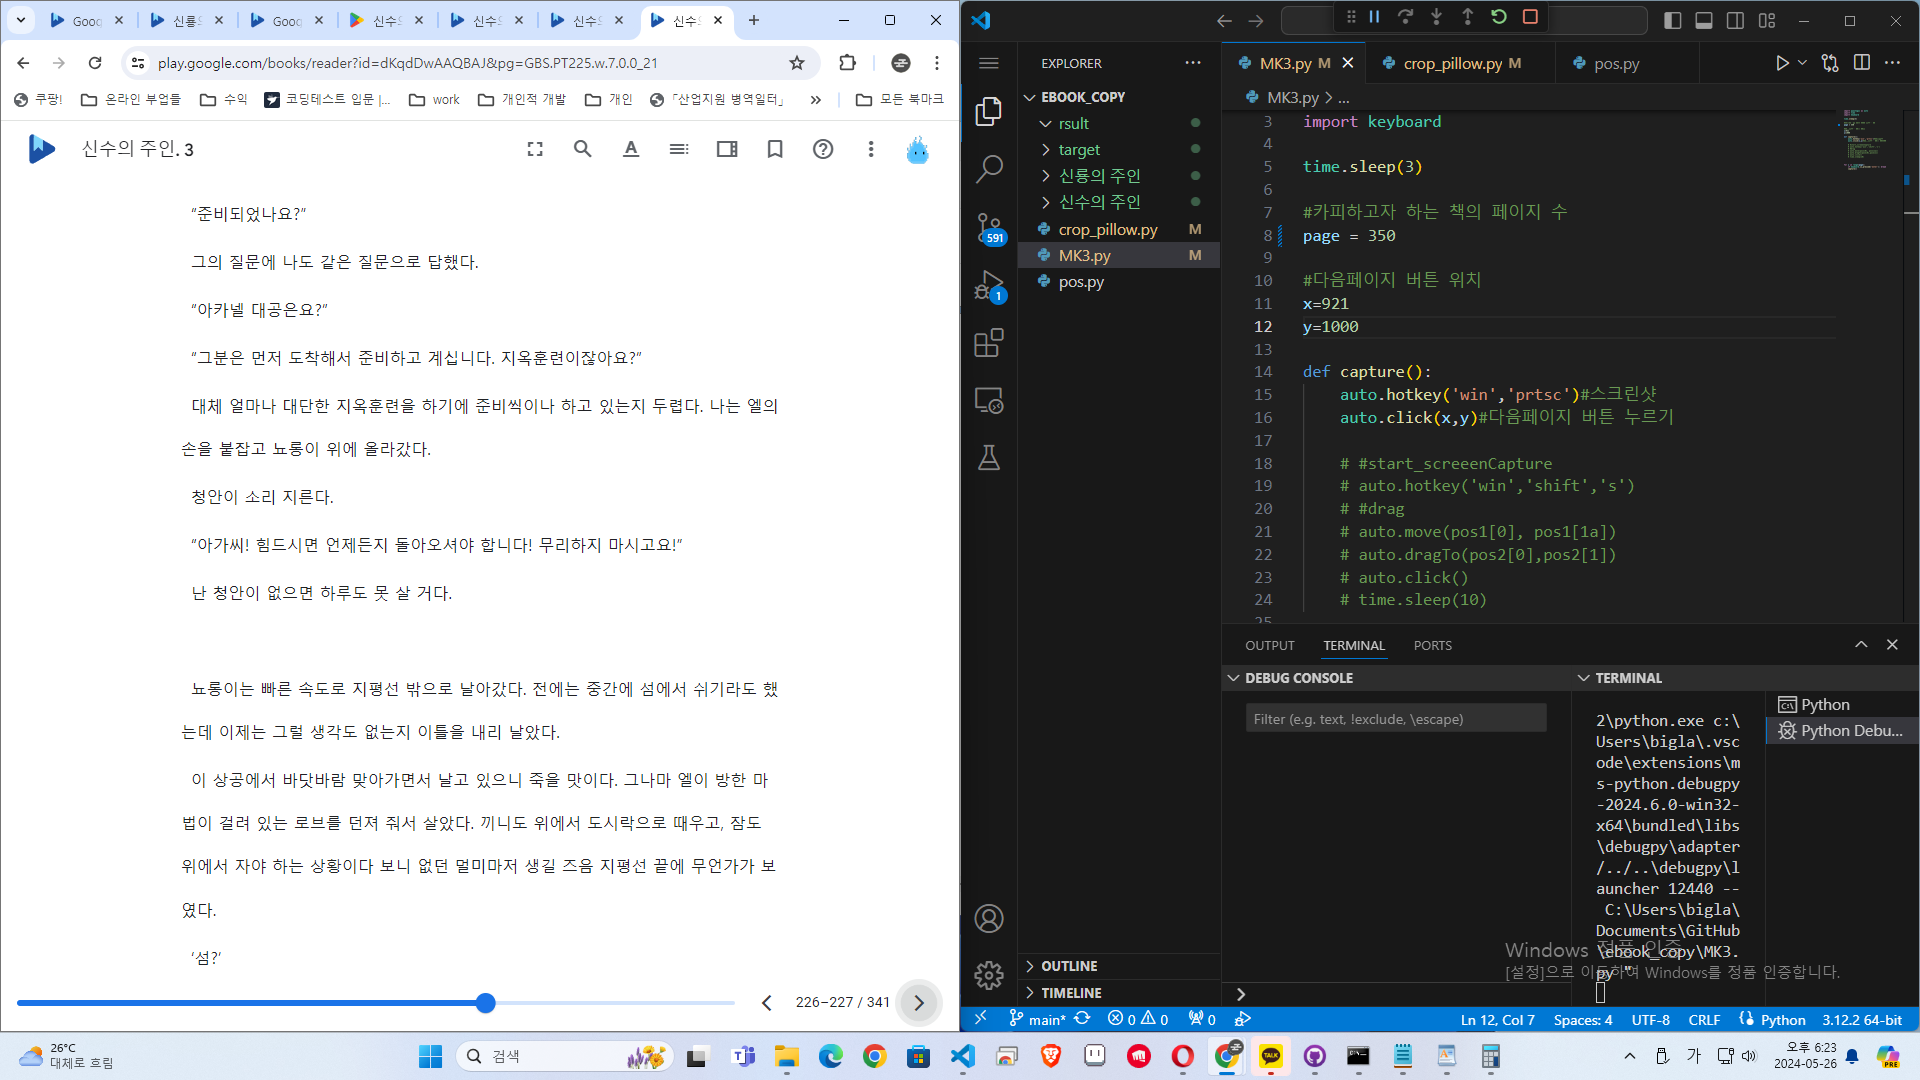 Goog
신룡으
Goog
신수으
신수으
신수으
신수으
play.google.com/books/reader?id=dKqdDwAAQBAJ&pg=GBS.PT225.w.7.0.0_21
쿠팡!
온라인 부업들
수익
코딩테스트 입문 |...
work
개인적 개발
개인
「산업지원 병역일터」
모든 북마크
신수의 주인. 3
"준비되었나요?"
그의 질문에 나도 같은 질문으로 답했다.
"아카넬 대공은요?"
"그분은 먼저 도착해서 준비하고 계십니다. 지옥훈련이잖아요?"
대체 얼마나 대단한 지옥훈련을 하기에 준비씩이나 하고 있는지 두렵다. 나는 엘의
손을 붙잡고 뇨롱이 위에 올라갔다.
청안이 소리 지른다.
"아가씨! 힘드시면 언제든지 돌아오셔야 합니다! 무리하지 마시고요!"
난 청안이 없으면 하루도 못 살 거다.
뇨롱이는 빠른 속도로 지평선 밖으로 날아갔다. 전에는 중간에 섬에서 쉬기라도 했
는데 이제는 그럴 생각도 없는지 이틀을 내리 날았다.
이 상공에서 바닷바람 맞아가면서 날고 있으니 죽을 맛이다. 그나마 엘이 방한 마
법이 걸려 있는 로브를 던져 줘서 살았다. 끼니도 위에서 도시락으로 때우고, 잠도
위에서 자야 하는 상황이다 보니 없던 멀미마저 생길 즈음 지평선 끝에 무언가가 보
였다.
'섬?'
226–227 / 341
EXPLORER
EBOOK_COPY
rsult
target
신룡의 주인
신수의 주인
crop_pillow.py M
MK3.py M
pos.py
591
1
OUTLINE
TIMELINE
MK3.py M
crop_pillow.py M
pos.py
MK3.py > ...
3 import keyboard
4
5 time.sleep(3)
6
7 #카피하고자 하는 책의 페이지 수
8 page = 350
9
10 #다음페이지 버튼 위치
11 x=921
12 y=1000
13
14 def capture():
15 auto.hotkey('win','prtsc')#스크린샷
16 auto.click(x,y)#다음페이지 버튼 누르기
17
18 # #start_screeenCapture
19 # auto.hotkey('win','shift','s')
20 # #drag
21 # auto.move(pos1[0], pos1[1a])
22 # auto.dragTo(pos2[0],pos2[1])
23 # auto.click()
24 # time.sleep(10)
25
OUTPUT
TERMINAL
PORTS
DEBUG CONSOLE
Filter (e.g. text, !exclude, \escape)
TERMINAL
2\python.exe c:\
Users\bigla\.vsc
ode\extensions\m
s-python.debugpy
-2024.6.0-win32-
x64\bundled\libs
\debugpy\adapter
/../..\debugpy\l
auncher 12440 --
C:\Users\bigla\
Documents\GitHub
\ebook_copy\MK3.
py "
Python
Python Debu...
Windows 정품 인증
[설정]으로 이동하여 Windows를 정품 인증합니다.
main*
0
0
0
Ln 12, Col 7
Spaces: 4
UTF-8
CRLF
Python
3.12.2 64-bit
26°C
대체로 흐림
검색
TALK
가
오후 6:23
2024-05-26
PRE